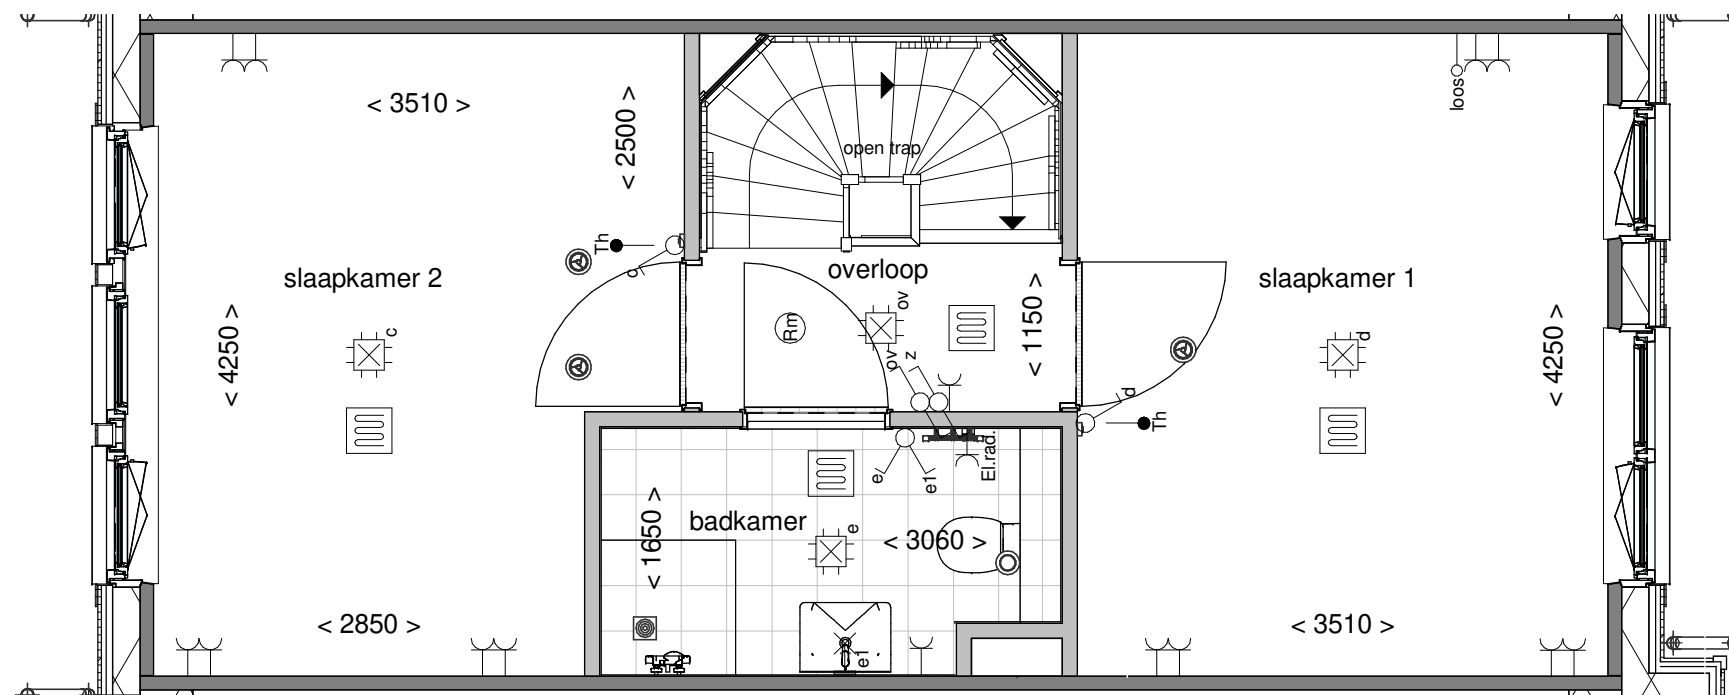 < 3510 >
< 2500 >
loos
open trap
Th
c
slaapkamer 2
overloop
slaapkamer 1
ov
Rm
< 1150 >
< 4250 >
c
ov
z
d
< 4250 >
d
Th
El.rad.
e
e1
badkamer
< 1650 >
e
< 3060 >
< 2850 >
< 3510 >
e1